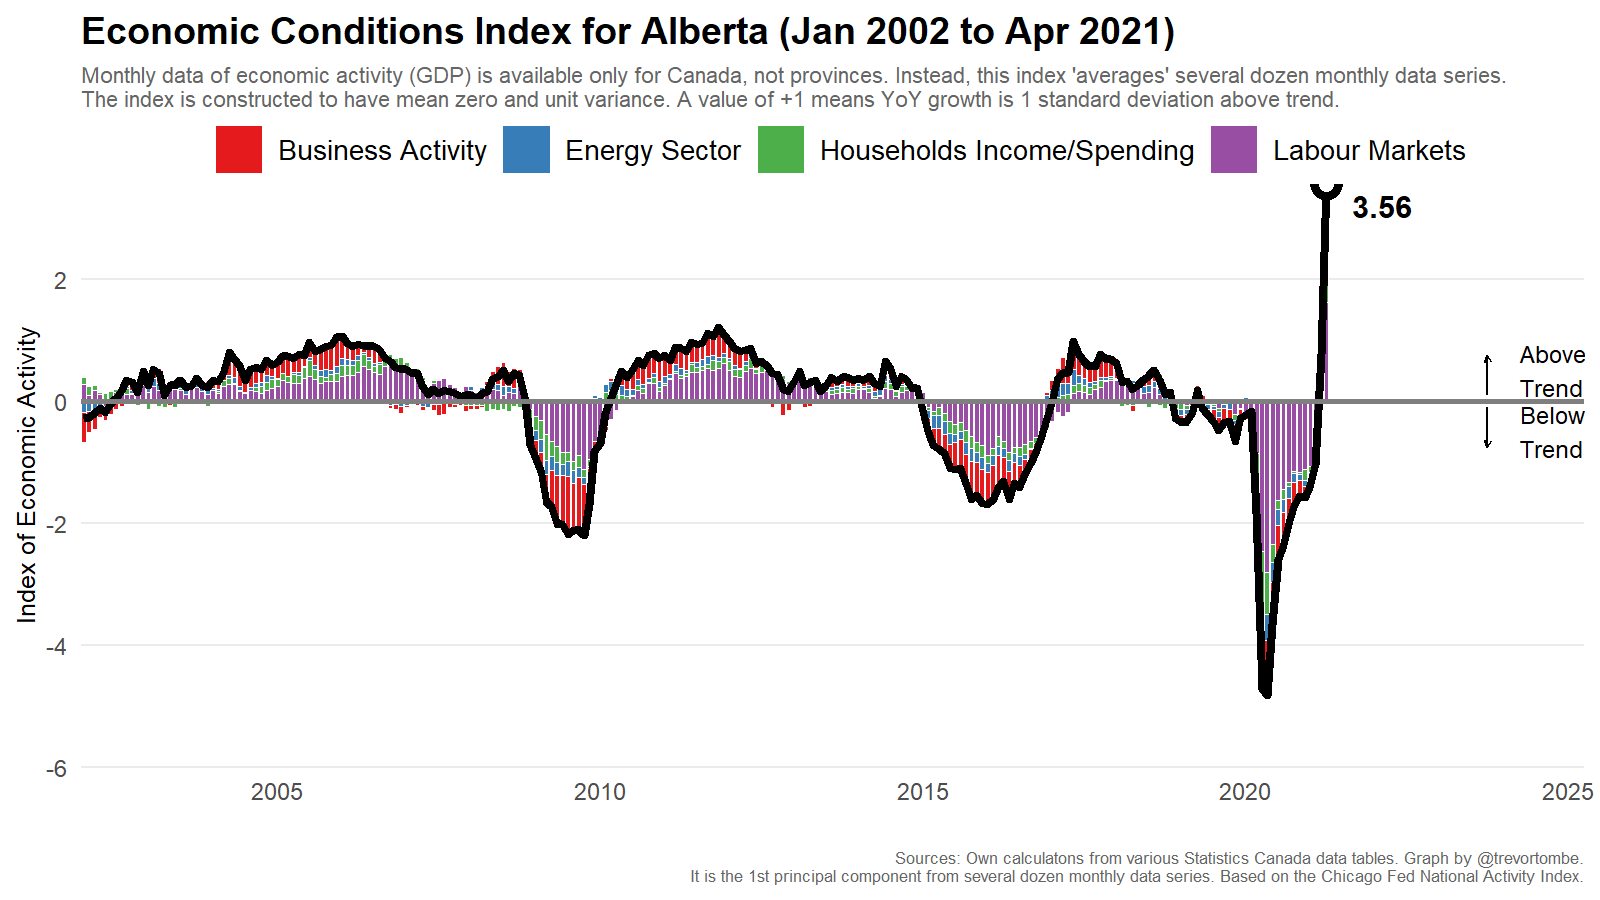 Economic Conditions Index for Alberta (Jan 2002 to Apr 2021)
Monthly data of economic activity (GDP) is available only for Canada, not provinces. Instead, this index 'averages' several dozen monthly data series.
The index is constructed to have mean zero and unit variance. A value of +1 means YoY growth is 1 standard deviation above trend.
Business Activity
Energy Sector
Households Income/Spending
Labour Markets
3.56
Index of Economic Activity
2
0
-2
-4
-6
Above
Trend
Below
Trend
2005
2010
2015
2020
2025
Sources: Own calculatons from various Statistics Canada data tables. Graph by @trevortombe.
It is the 1st principal component from several dozen monthly data series. Based on the Chicago Fed National Activity Index.